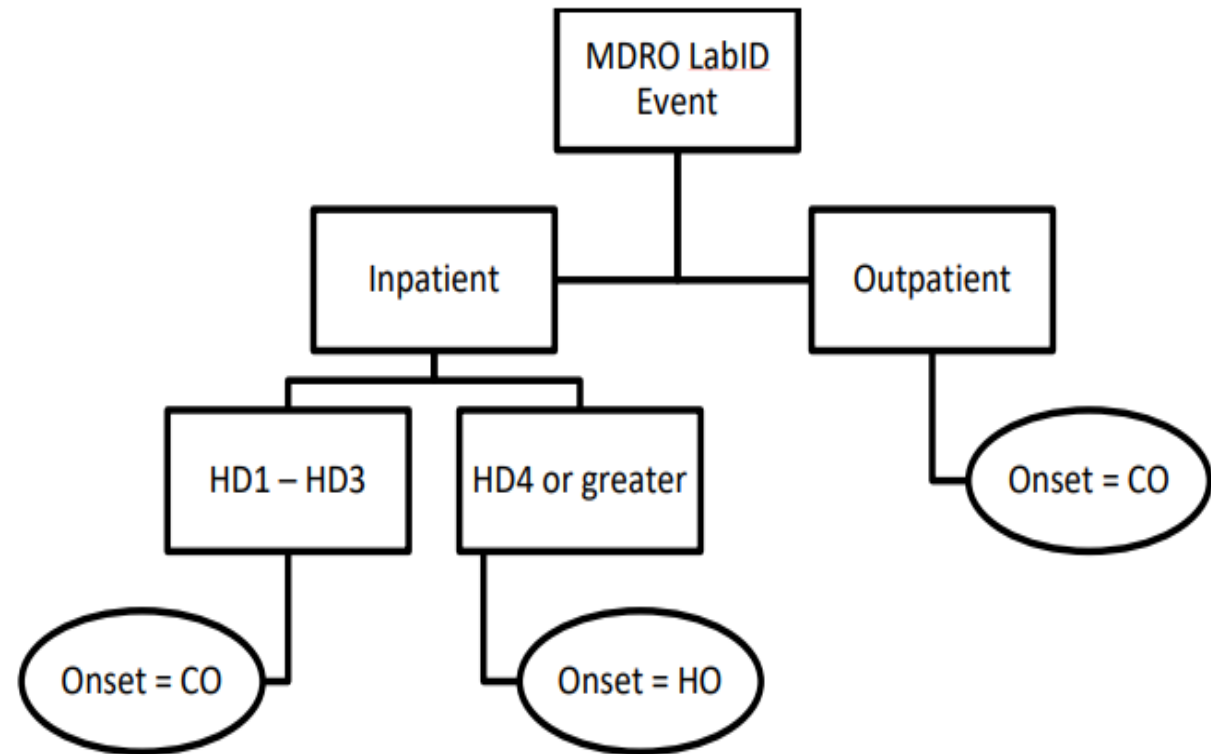 MDRO LabID
Event
Inpatient
Outpatient
HD1 – HD3
HD4 or greater
Onset = CO
Onset = CO
Onset = HO